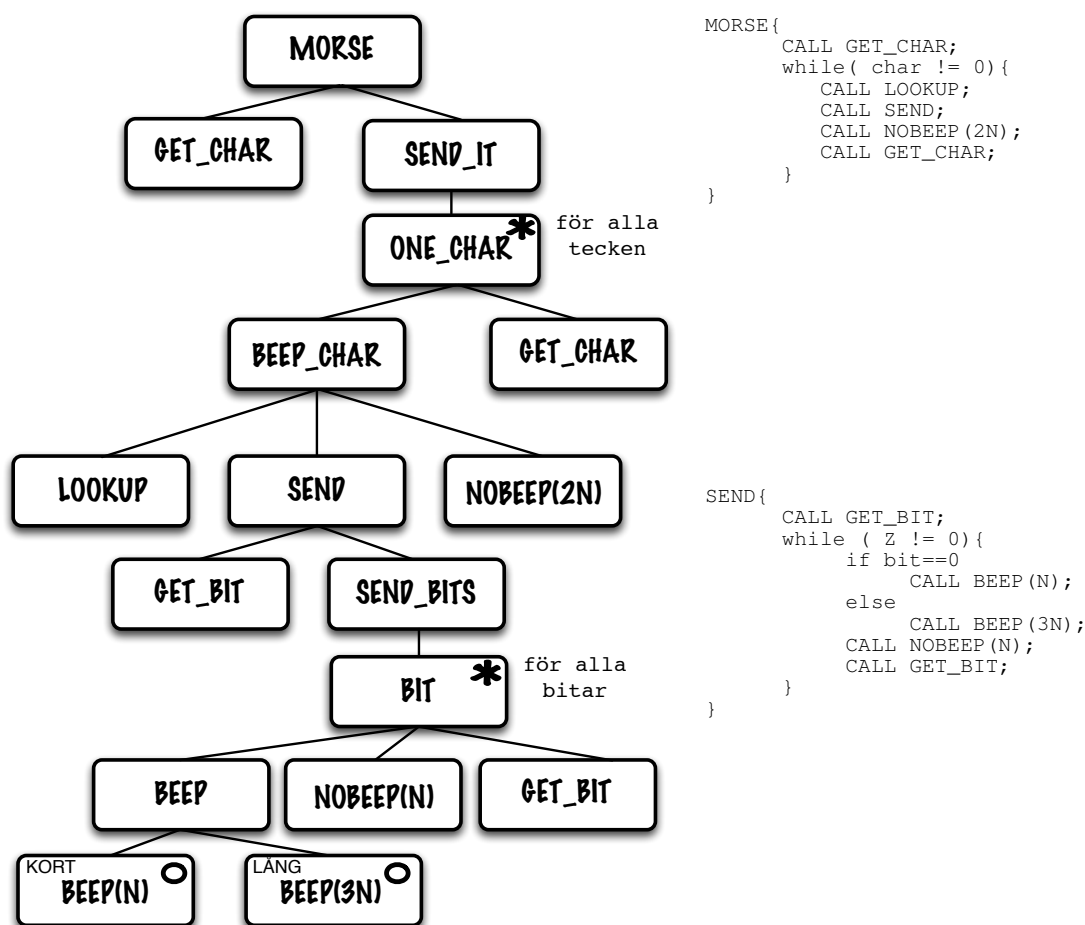 MORSE
GET_CHAR
SEND_IT
ONE_CHAR *
för alla
tecken
BEEP_CHAR
GET_CHAR
LOOKUP
SEND
NOBEEP(2N)
GET_BIT
SEND_BITS
BIT *
för alla
bitar
BEEP
NOBEEP(N)
GET_BIT
KORT
BEEP(N)
LÅNG
BEEP(3N)
MORSE{
CALL GET_CHAR;
while( char != 0){
CALL LOOKUP;
CALL SEND;
CALL NOBEEP(2N);
CALL GET_CHAR;
}
}
SEND{
CALL GET_BIT;
while ( Z != 0){
if bit==0
CALL BEEP(N);
else
CALL BEEP(3N);
CALL NOBEEP(N);
CALL GET_BIT;
}
}